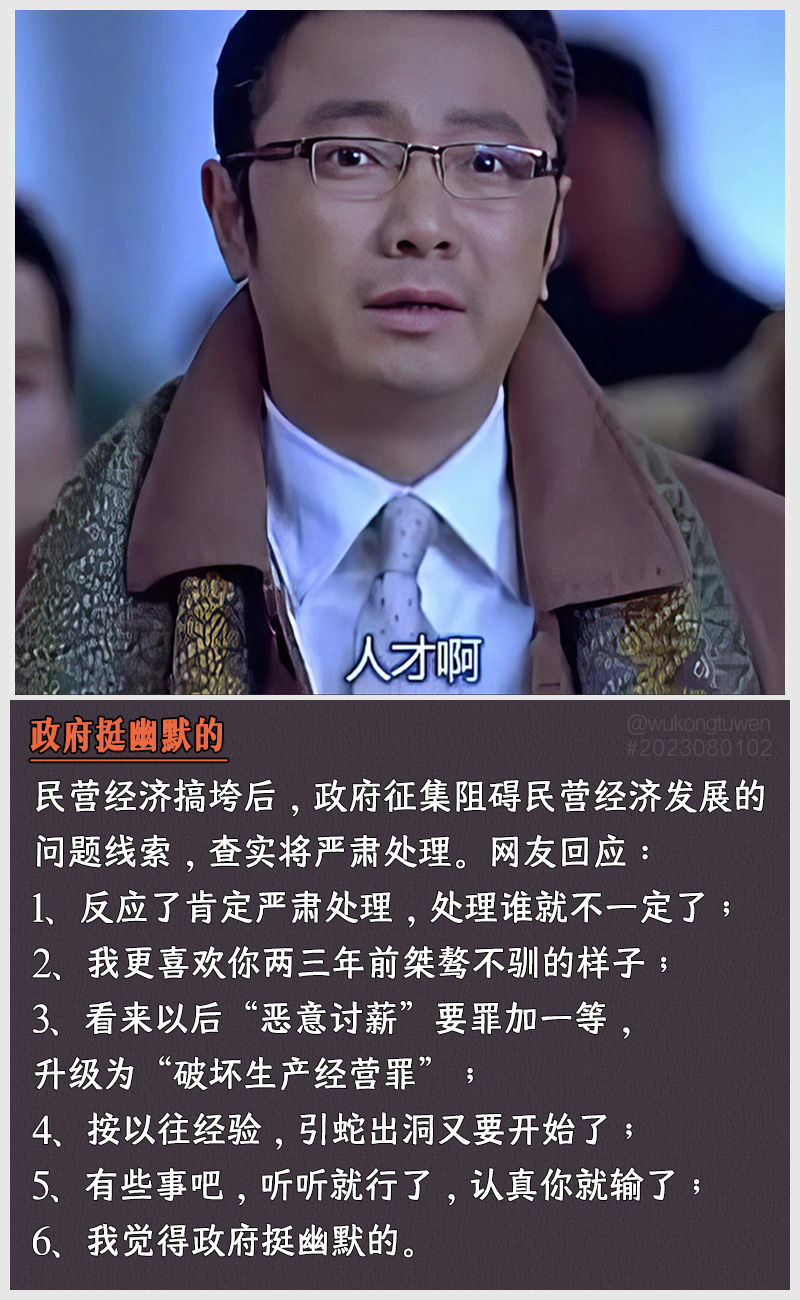 人才啊
政府挺幽默的
@wukongtuwen
#2023080102
民营经济搞垮后，政府征集阻碍民营经济发展的
问题线索，查实将严肃处理。网友回应：
1、反应了肯定严肃处理，处理谁就不一定了；
2、我更喜欢你两三年前桀骜不驯的样子；
3、看来以后“恶意讨薪”要罪加一等，
升级为“破坏生产经营罪”；
4、按以往经验，引蛇出洞又要开始了；
5、有些事吧，听听就行了，认真你就输了；
6、我觉得政府挺幽默的。